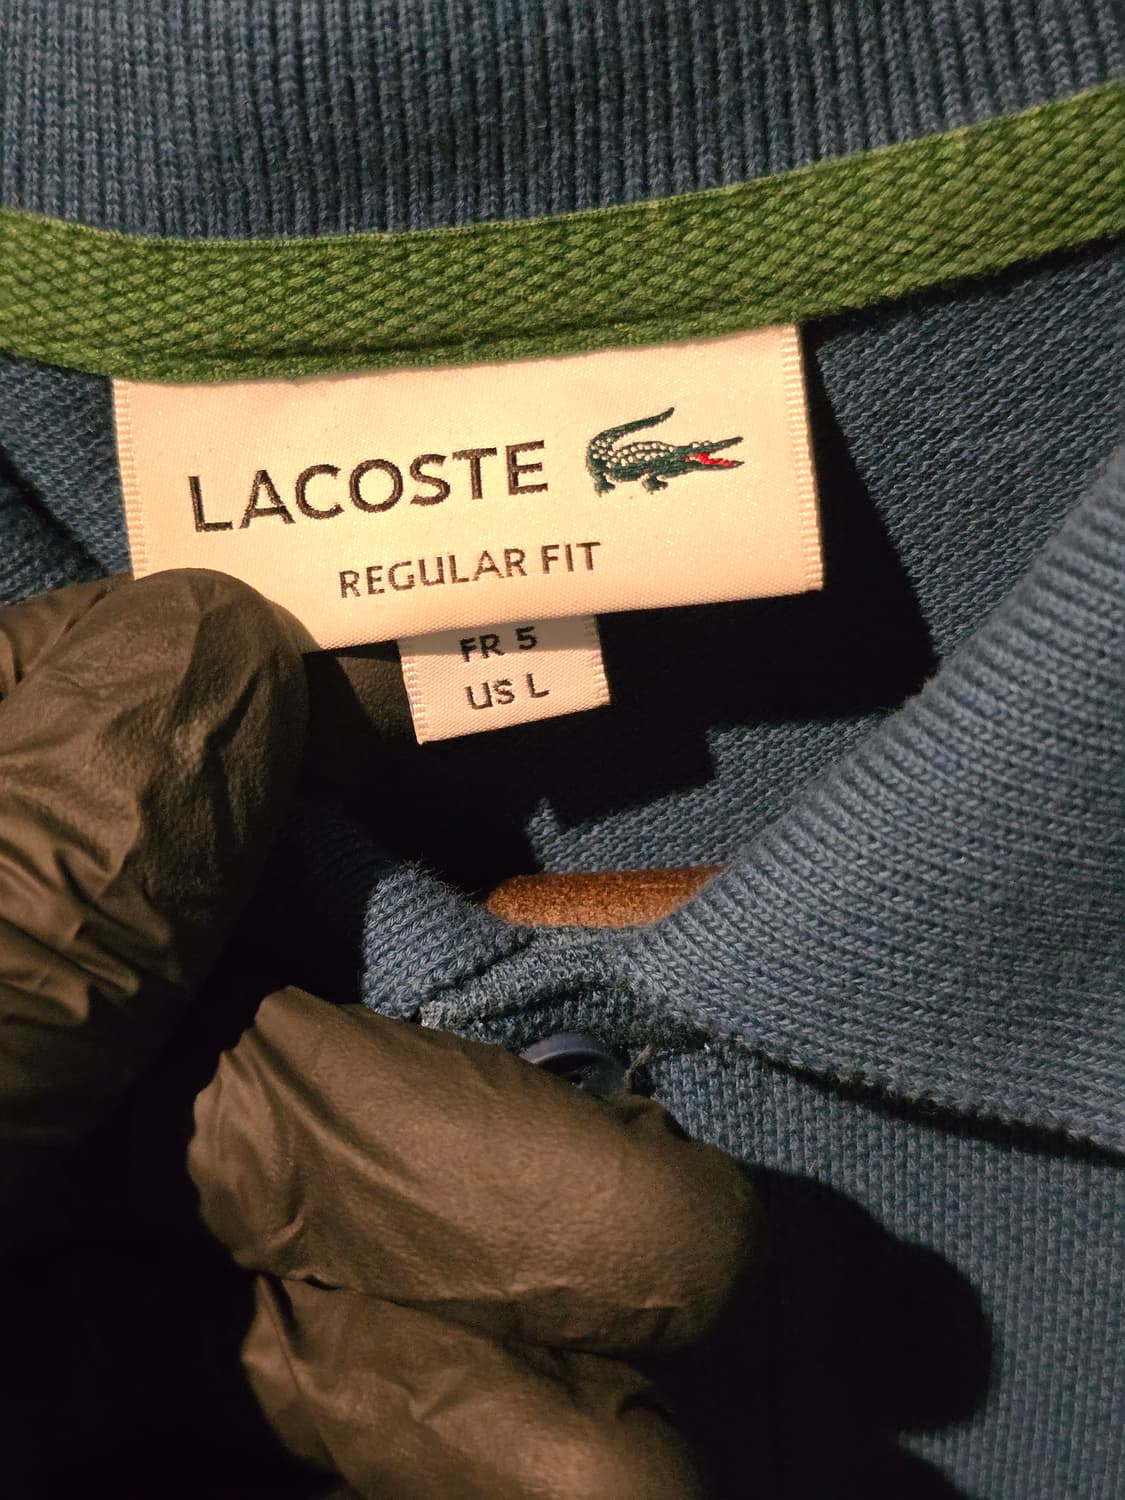 LACOSTE
REGULAR FIT
FR 5
US L